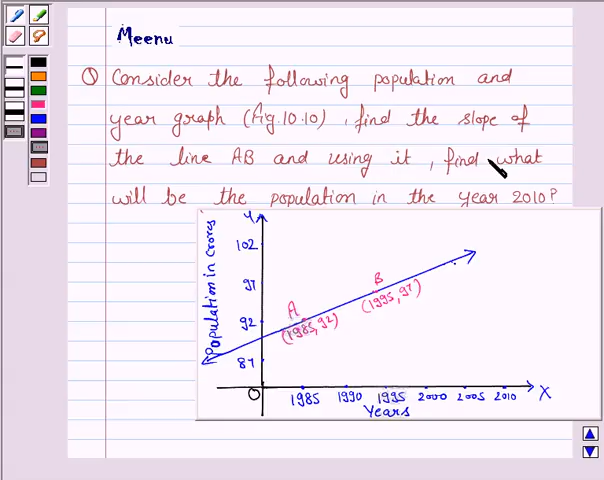 Meenu
① Consider the following population and
year graph (Fig.10.10), find the slope of
the line AB and using it, find what
will be the population in the year 2010?
Y
Population in crores
102
97
92
87
A
(1985,92)
B
(1995,97)
O
1985 1990 1995 2000 2005 2010 X
Years